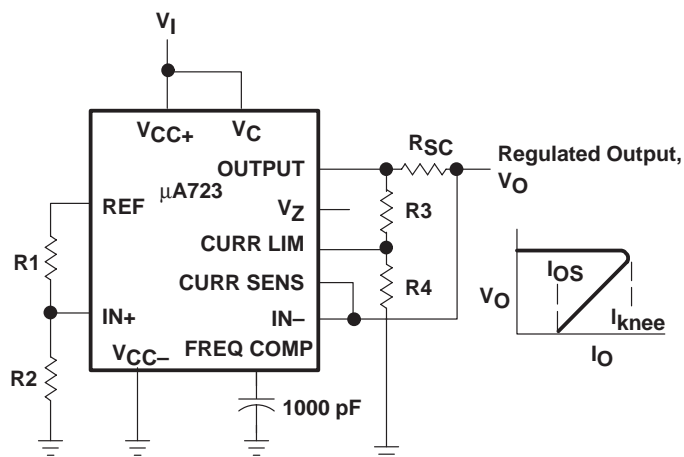 VI
VCC+
VC
OUTPUT
RSC
Regulated Output,
VO
μA723
REF
VZ
R3
R1
CURR LIM
CURR SENS
R4
IOS
VO
IN+
IN–
Iknee
IO
R2
VCC–
FREQ COMP
1000 pF